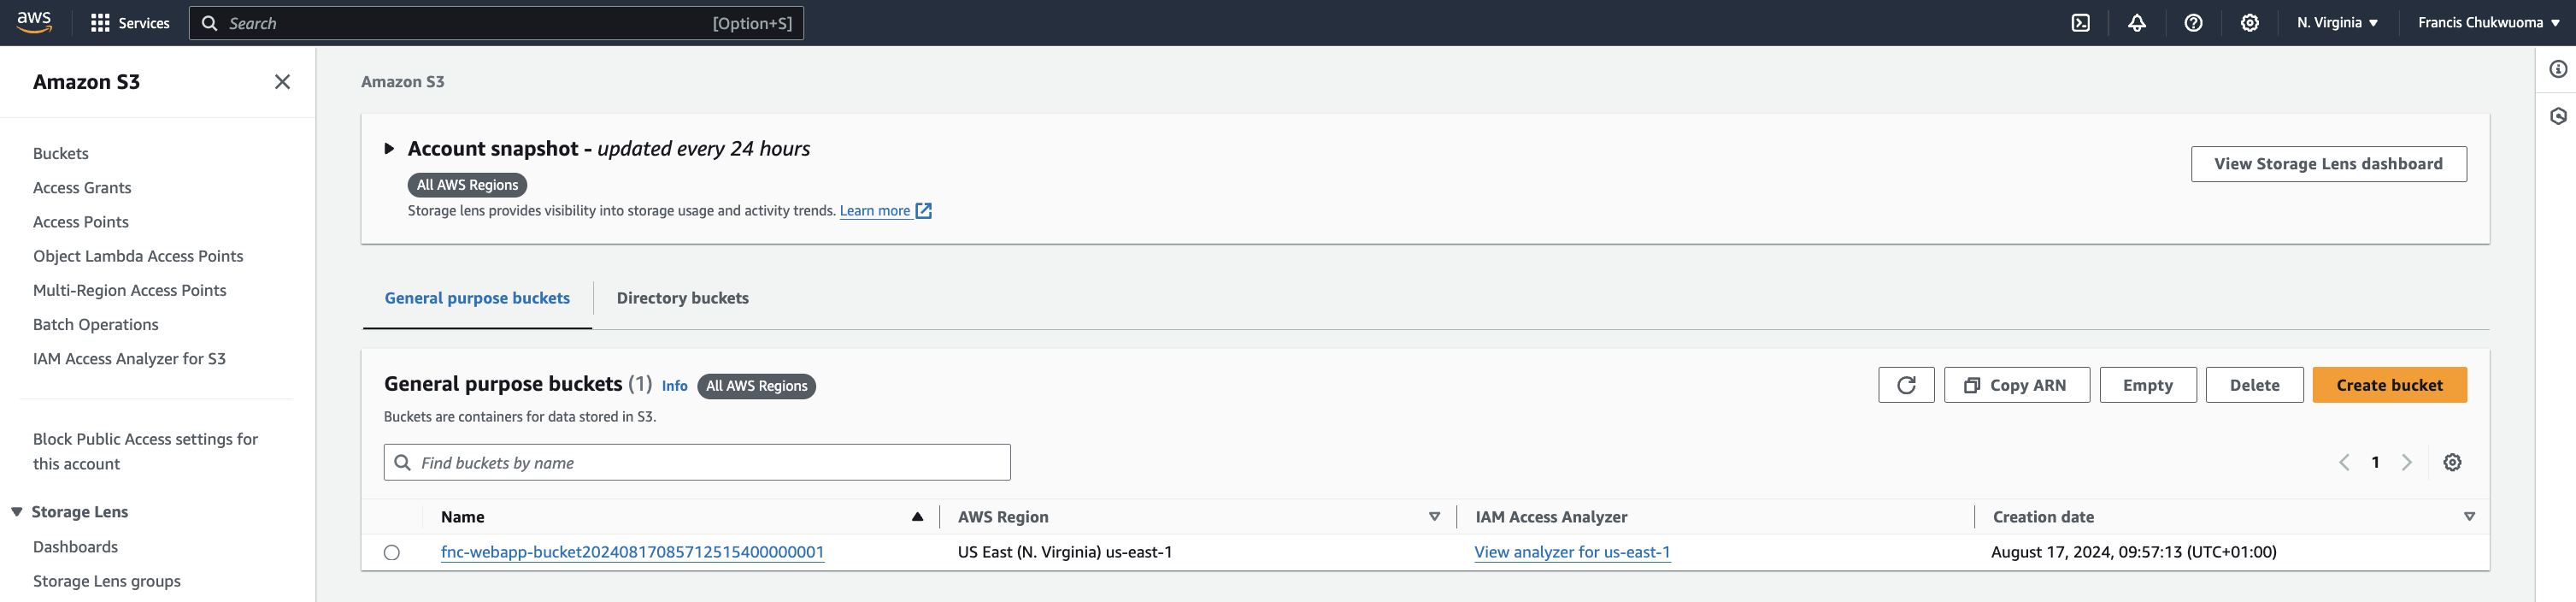 aws
Services
Search
[Option+S]
N. Virginia
Francis Chukwuoma
Amazon S3
Buckets
Access Grants
Access Points
Object Lambda Access Points
Multi-Region Access Points
Batch Operations
IAM Access Analyzer for S3
Block Public Access settings for
this account
Storage Lens
Dashboards
Storage Lens groups
Amazon S3
Account snapshot - updated every 24 hours
All AWS Regions
Storage lens provides visibility into storage usage and activity trends. Learn more
View Storage Lens dashboard
General purpose buckets
Directory buckets
General purpose buckets (1) Info All AWS Regions
Buckets are containers for data stored in S3.
Copy ARN
Empty
Delete
Create bucket
Find buckets by name
1
Name
AWS Region
IAM Access Analyzer
Creation date
fnc-webapp-bucket20240817085712515400000001
US East (N. Virginia) us-east-1
View analyzer for us-east-1
August 17, 2024, 09:57:13 (UTC+01:00)